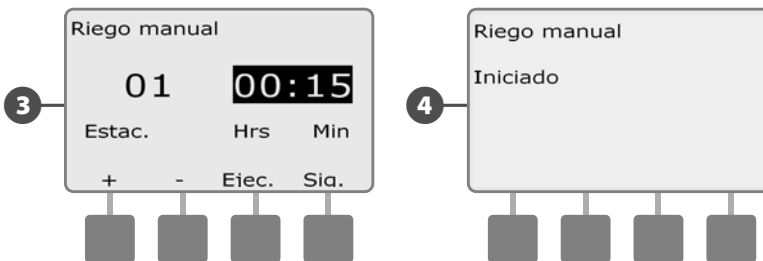 Riego manual
01 00:15
Estac. Hrs Min
+ - Ejec. Sig.
3
Riego manual
Iniciado
4